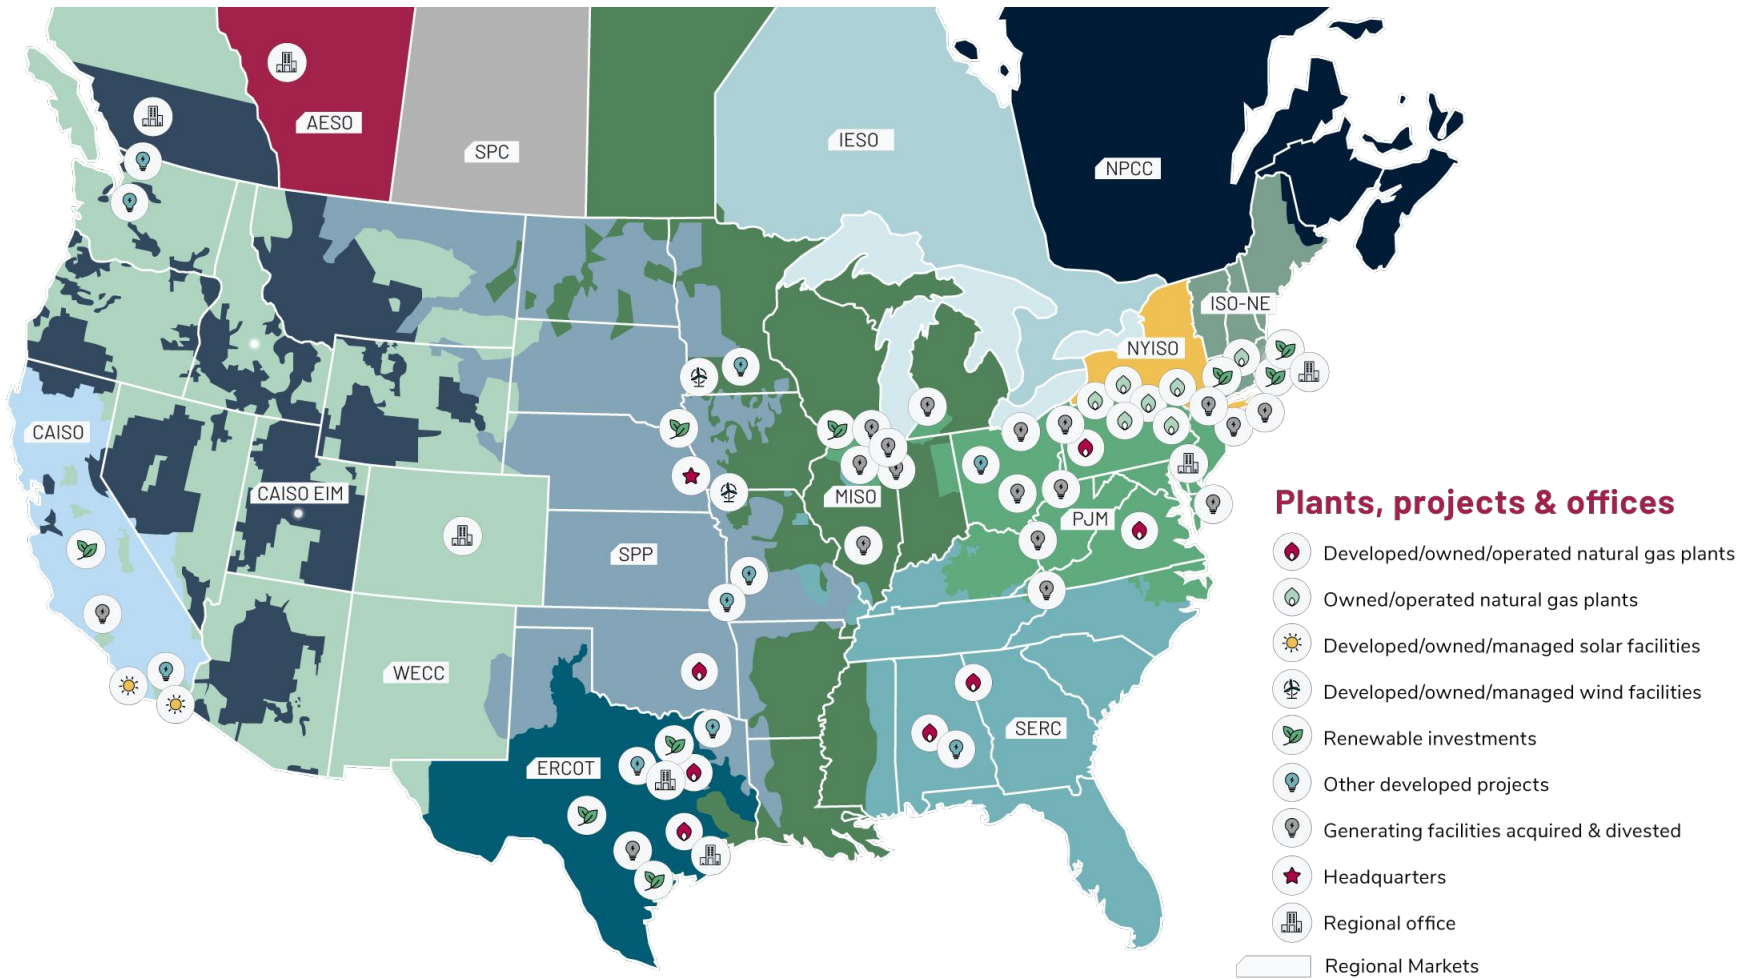 AESO
SPC
IESO
NPCC
ISO-NE
NYISO
CAISO
CAISO EIM
MISO
PJM
SPP
WECC
SERC
ERCOT
Plants, projects & offices
Developed/owned/operated natural gas plants
Owned/operated natural gas plants
Developed/owned/managed solar facilities
Developed/owned/managed wind facilities
Renewable investments
Other developed projects
Generating facilities acquired & divested
Headquarters
Regional office
Regional Markets